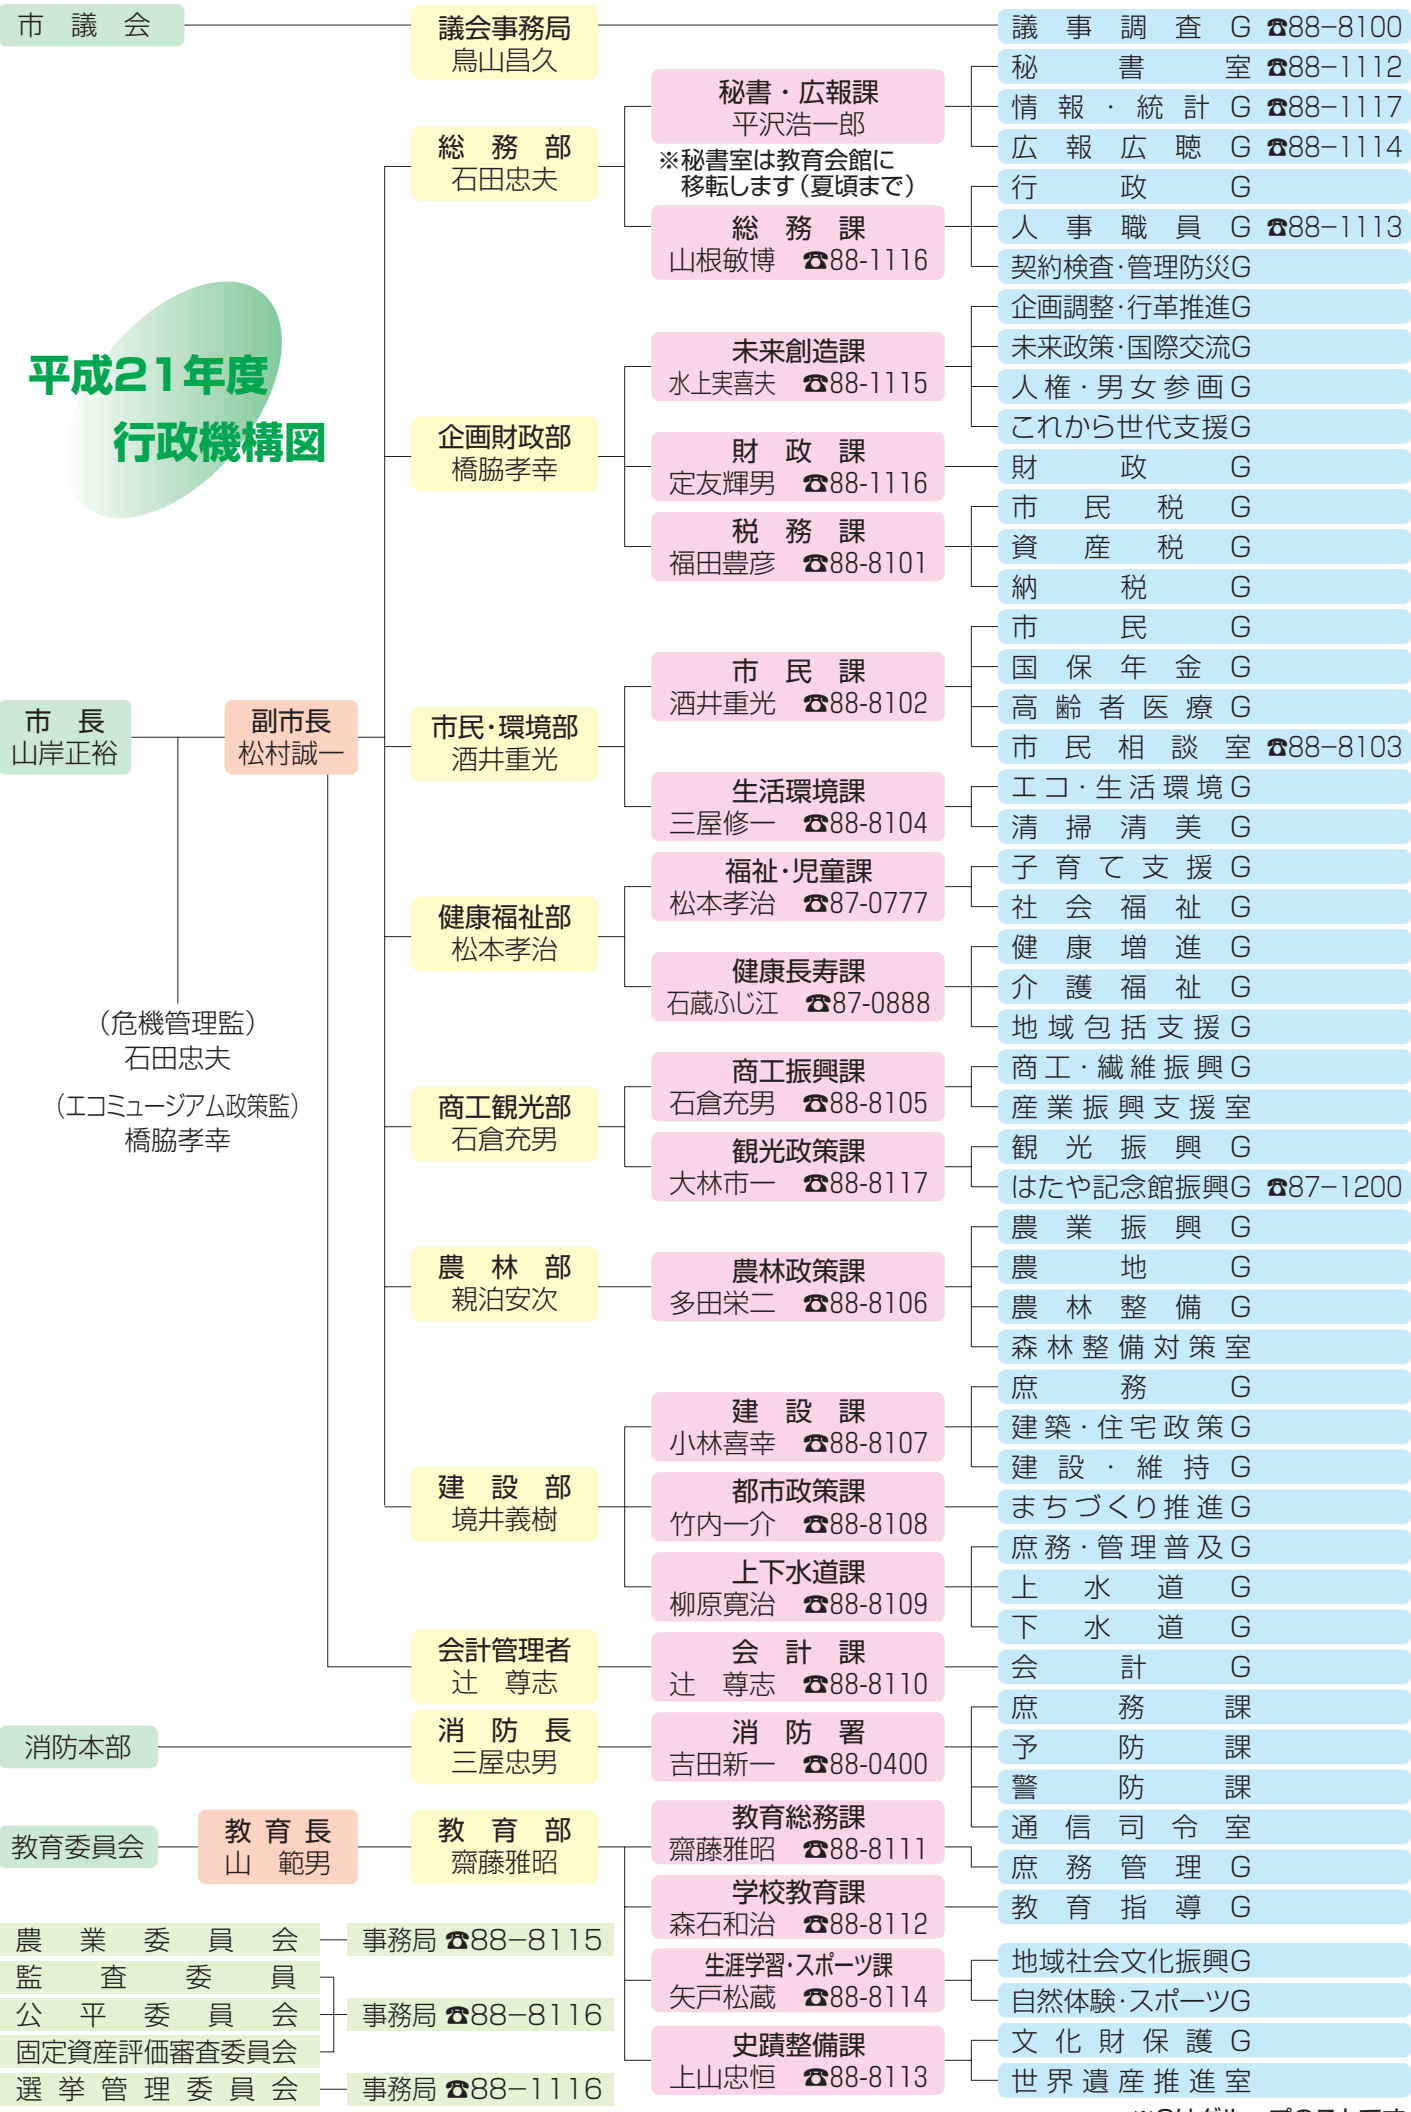 平成21年度
行政機構図
市議会
議会事務局
鳥山昌久
議事調査G ☎88−8100
市長
山岸正裕
副市長
松村誠一
(危機管理監)
石田忠夫
(エコミュージアム政策監)
橋脇孝幸
総務部
石田忠夫
秘書・広報課
平沢浩一郎
※秘書室は教育会館に
移転します(夏頃まで)
秘書室 ☎88−1112
情報・統計G ☎88−1117
広報広聴G ☎88−1114
総務課
山根敏博 ☎88-1116
行政G
人事職員G ☎88−1113
契約検査・管理防災G
企画財政部
橋脇孝幸
未来創造課
水上実喜夫 ☎88-1115
企画調整・行革推進G
未来政策・国際交流G
人権・男女参画G
これから世代支援G
財政課
定友輝男 ☎88-1116
財政G
税務課
福田豊彦 ☎88-8101
市民税G
資産税G
納税G
市民・環境部
酒井重光
市民課
酒井重光 ☎88-8102
市民G
国保年金G
高齢者医療G
市民相談室 ☎88−8103
生活環境課
三屋修一 ☎88-8104
エコ・生活環境G
清掃清美G
健康福祉部
松本孝治
福祉・児童課
松本孝治 ☎87-0777
子育て支援G
社会福祉G
健康長寿課
石蔵ふじ江 ☎87-0888
健康増進G
介護福祉G
地域包括支援G
商工観光部
石倉充男
商工振興課
石倉充男 ☎88-8105
商工・繊維振興G
産業振興支援室
観光政策課
大林市一 ☎88-8117
観光振興G
はたや記念館振興G ☎87−1200
農林部
親泊安次
農林政策課
多田栄二 ☎88-8106
農業振興G
農地G
農林整備G
森林整備対策室
建設部
境井義樹
建設課
小林喜幸 ☎88-8107
庶務G
建築・住宅政策G
建設・維持G
都市政策課
竹内一介 ☎88-8108
まちづくり推進G
上下水道課
柳原寛治 ☎88-8109
庶務・管理普及G
上水道G
下水道G
会計管理者
辻 尊志
会計課
辻 尊志 ☎88-8110
会計G
消防本部
消防長
三屋忠男
消防署
吉田新一 ☎88-0400
庶務課
予防課
警防課
通信司令室
教育委員会
教育長
山 範男
教育部
齋藤雅昭
教育総務課
齋藤雅昭 ☎88-8111
庶務管理G
学校教育課
森石和治 ☎88-8112
教育指導G
生涯学習・スポーツ課
矢戸松蔵 ☎88-8114
地域社会文化振興G
自然体験・スポーツG
史蹟整備課
上山忠恒 ☎88-8113
文化財保護G
世界遺産推進室
農業委員会
事務局 ☎88−8115
監査委員
公平委員会
固定資産評価審査委員会
事務局 ☎88−8116
選挙管理委員会
事務局 ☎88−1116